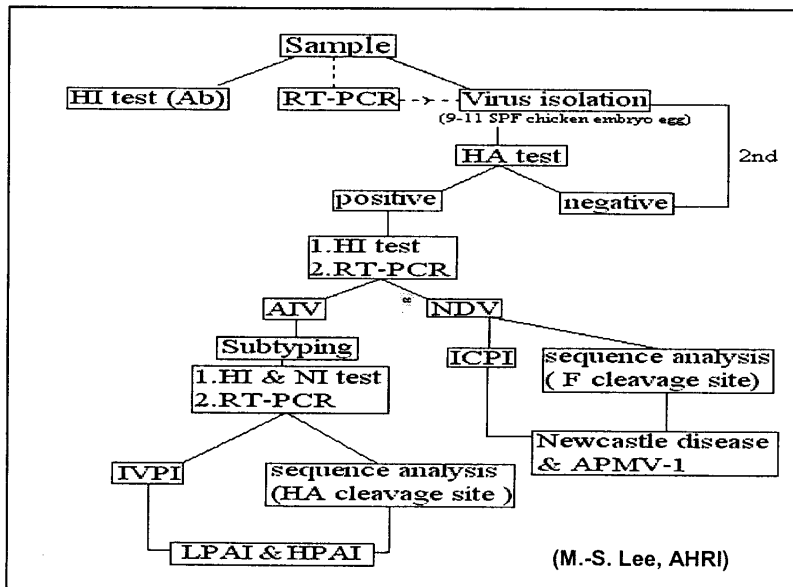 Sample
HI test (Ab)
RT-PCR
Virus isolation
(9-11 SPF chicken embryo egg)
HA test
2nd
positive
negative
1.HI test
2.RT-PCR
AIV
NDV
Subtyping
ICPI
sequence analysis
( F cleavage site)
1.HI & NI test
2.RT-PCR
Newcastle disease
& APMV-1
IVPI
sequence analysis
(HA cleavage site )
LPAI & HPAI
(M.-S. Lee, AHRI)